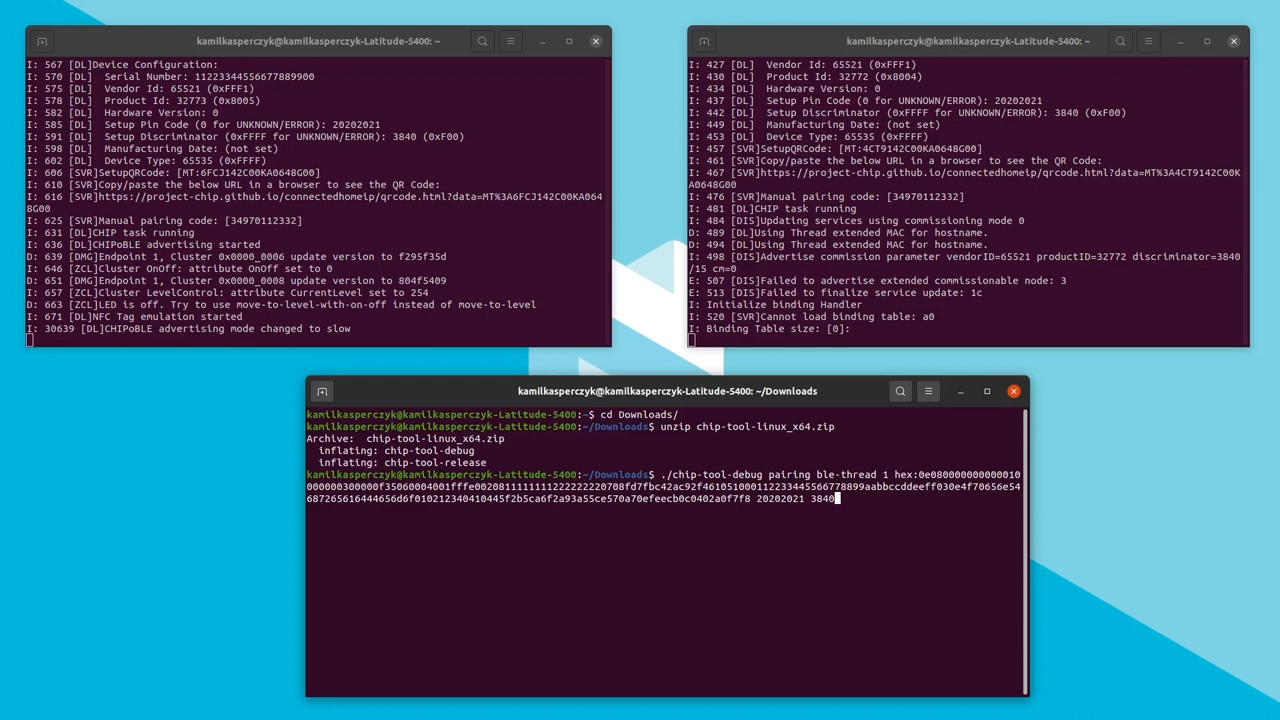 kamilkasperczyk@kamilkasperczyk-Latitude-5400: ~
I: 567 [DL]Device Configuration:
I: 570 [DL]  Serial Number: 11223344556677889900
I: 575 [DL]  Vendor Id: 65521 (0xFFF1)
I: 578 [DL]  Product Id: 32773 (0x8005)
I: 582 [DL]  Hardware Version: 0
I: 585 [DL]  Setup Pin Code (0 for UNKNOWN/ERROR): 20202021
I: 591 [DL]  Setup Discriminator (0xFFFF for UNKNOWN/ERROR): 3840 (0xF00)
I: 598 [DL]  Manufacturing Date: (not set)
I: 602 [DL]  Device Type: 65535 (0xFFFF)
I: 606 [SVR]SetupQRCode: [MT:6FCJ142C00KA0648G00]
I: 610 [SVR]Copy/paste the below URL in a browser to see the QR Code:
I: 616 [SVR]https://project-chip.github.io/connectedhomeip/qrcode.html?data=MT%3A6FCJ142C00KA064
8G00
I: 625 [SVR]Manual pairing code: [34970112332]
I: 631 [DL]CHIP task running
I: 636 [DL]CHIPoBLE advertising started
D: 639 [DMG]Endpoint 1, Cluster 0x0000_0006 update version to f295f35d
I: 646 [ZCL]Cluster OnOff: attribute OnOff set to 0
D: 651 [DMG]Endpoint 1, Cluster 0x0000_0008 update version to 804f5409
I: 657 [ZCL]Cluster LevelControl: attribute CurrentLevel set to 254
D: 663 [DL]LED is off. Try to use move-to-level-with-on-off instead of move-to-level
I: 671 [DL]NFC Tag emulation started
I: 30639 [DL]CHIPoBLE advertising mode changed to slow
kamilkasperczyk@kamilkasperczyk-Latitude-5400: ~
I: 427 [DL]  Vendor Id: 65521 (0xFFF1)
I: 430 [DL]  Product Id: 32772 (0x8004)
I: 434 [DL]  Hardware Version: 0
I: 437 [DL]  Setup Pin Code (0 for UNKNOWN/ERROR): 20202021
I: 442 [DL]  Setup Discriminator (0xFFFF for UNKNOWN/ERROR): 3840 (0xF00)
I: 449 [DL]  Manufacturing Date: (not set)
I: 453 [DL]  Device Type: 65535 (0xFFFF)
I: 457 [SVR]SetupQRCode: [MT:4CT9142C00KA0648G00]
I: 461 [SVR]Copy/paste the below URL in a browser to see the QR Code:
I: 467 [SVR]https://project-chip.github.io/connectedhomeip/qrcode.html?data=MT%3A4CT9142C00K
A0648G00
I: 476 [SVR]Manual pairing code: [34970112332]
I: 481 [DL]CHIP task running
I: 484 [DIS]Updating services using commissioning mode 0
D: 489 [DL]Using Thread extended MAC for hostname.
D: 494 [DL]Using Thread extended MAC for hostname.
I: 498 [DIS]Advertise commission parameter vendorID=65521 productID=32772 discriminator=3840
/15 cm=0
E: 507 [DIS]Failed to advertise extended commissionable node: 3
E: 513 [DIS]Failed to finalize service update: 1c
I: Initialize binding Handler
I: 520 [SVR]Cannot load binding table: a0
I: Binding Table size: [0]:
kamilkasperczyk@kamilkasperczyk-Latitude-5400: ~/Downloads
kamilkasperczyk@kamilkasperczyk-Latitude-5400:~$ cd Downloads/
kamilkasperczyk@kamilkasperczyk-Latitude-5400:~/Downloads$ unzip chip-tool-linux_x64.zip
Archive:  chip-tool-linux_x64.zip
  inflating: chip-tool-debug
  inflating: chip-tool-release
kamilkasperczyk@kamilkasperczyk-Latitude-5400:~/Downloads$ ./chip-tool-debug pairing ble-thread 1 hex:0e080000000000010
000000300000f35060004001fffe0020811111111222222220708fd7fbc42ac92f461051000112233445566778899aabbccddeeff030e4f70656e54
687265616444656d6f010212340410445f2b5ca6f2a93a55ce570a70efeecb0c0402a0f7f8 20202021 3840